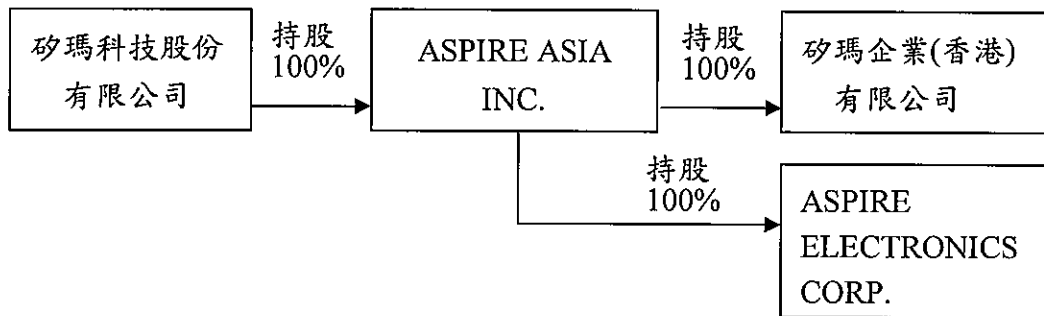 矽瑪科技股份
有限公司
持股
100%
ASPIRE ASIA
INC.
持股
100%
矽瑪企業(香港)
有限公司
持股
100%
ASPIRE
ELECTRONICS
CORP.